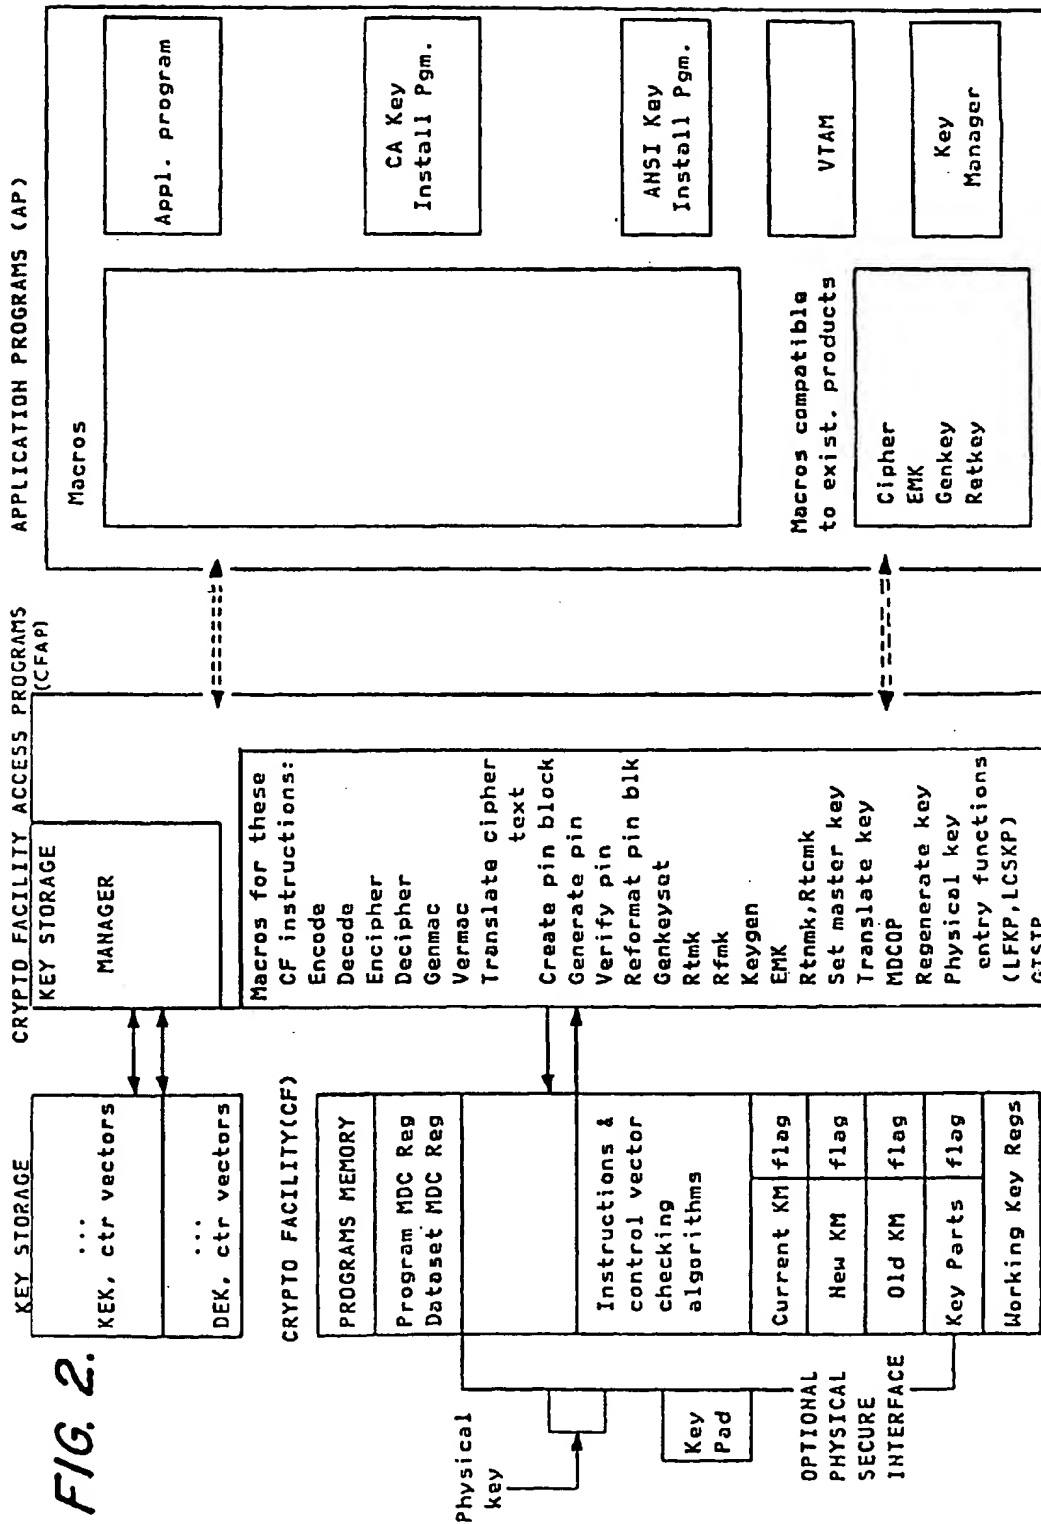 FIG. 2.
KEY STORAGE
...
KEK, ctr vectors
...
DEK, ctr vectors
CRYPTO FACILITY(CF)
PROGRAMS MEMORY
Program MDC Reg
Dataset MDC Reg
Instructions &
control vector
checking
algorithms
Current KM flag
New KM flag
Old KM flag
Key Parts flag
Working Key Regs
Physical
key
Key
Pad
OPTIONAL
PHYSICAL
SECURE
INTERFACE
CRYPTO FACILITY ACCESS PROGRAMS
(CFAP)
KEY STORAGE
MANAGER
Macros for these
CF instructions:
Encode
Decode
Encipher
Decipher
Genmac
Vermac
Translate cipher
text
Create pin block
Generate pin
Verify pin
Reformat pin blk
Genkeyset
Rtmk
Rfmk
Keygen
EMK
Rtnmk,Rtcmk
Set master key
Translate key
MDCOP
Regenerate key
Physical key
entry functions
(LFKP,LCSKP)
APPLICATION PROGRAMS (AP)
Macros
Appl. program
CA Key
Install Pgm.
ANSI Key
Install Pgm.
VTAM
Key
Manager
Macros compatible
to exist. products
Cipher
EMK
Genkey
Retkey